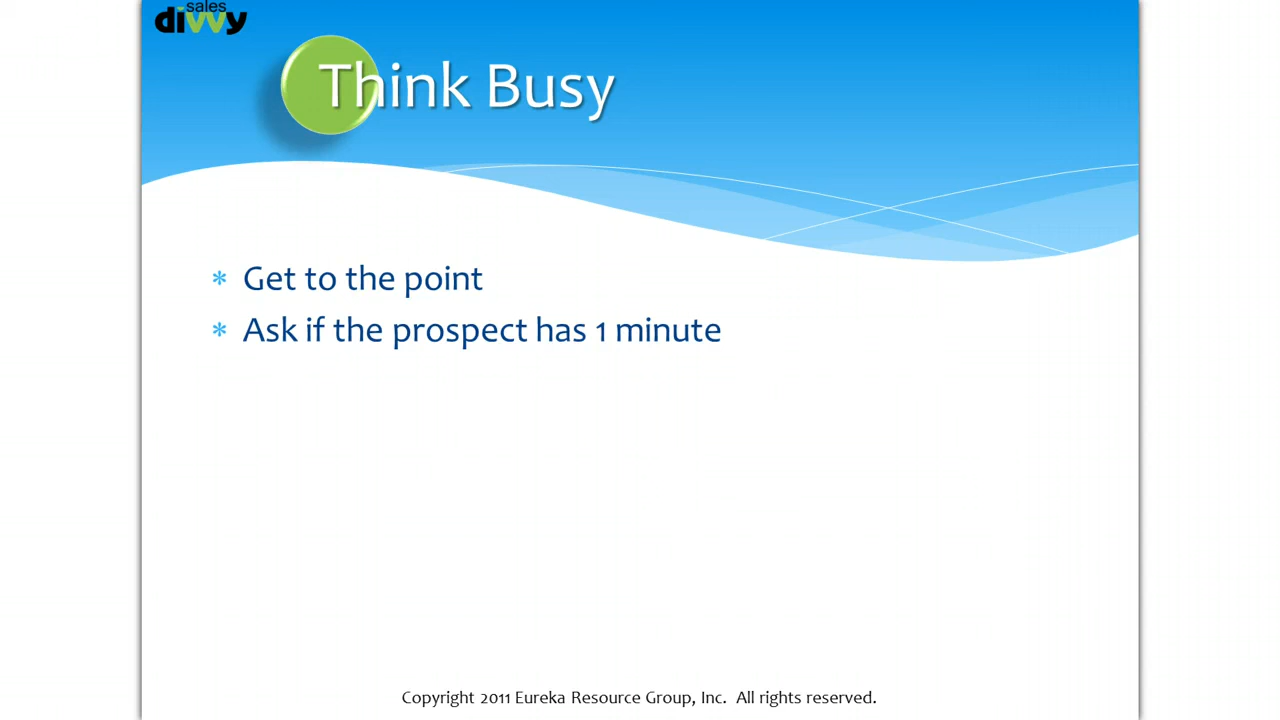 sales
divvy
Think Busy
* Get to the point
* Ask if the prospect has 1 minute
Copyright 2011 Eureka Resource Group, Inc. All rights reserved.